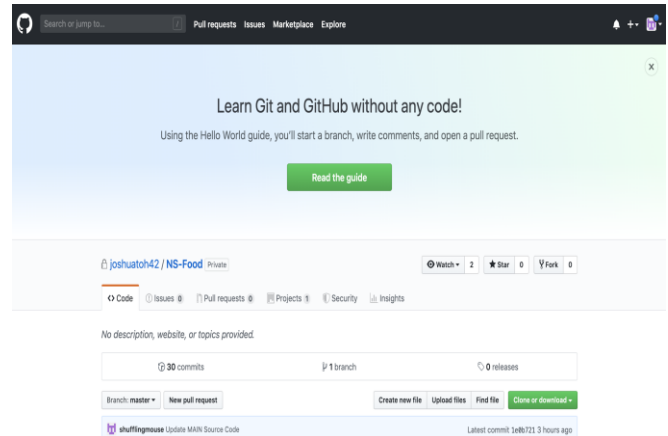 Search or jump to... / Pull requests Issues Marketplace Explore
Learn Git and GitHub without any code!
Using the Hello World guide, you'll start a branch, write comments, and open a pull request.
Read the guide
joshuatoh42 / NS-Food Private
Watch 2 Star 0 Fork 0
Code Issues 0 Pull requests 0 Projects 1 Security Insights
No description, website, or topics provided.
30 commits 1 branch 0 releases
Branch: master New pull request Create new file Upload files Find file Clone or download
shufflingmouse Update MAIN Source Code Latest commit 1e0b721 3 hours ago